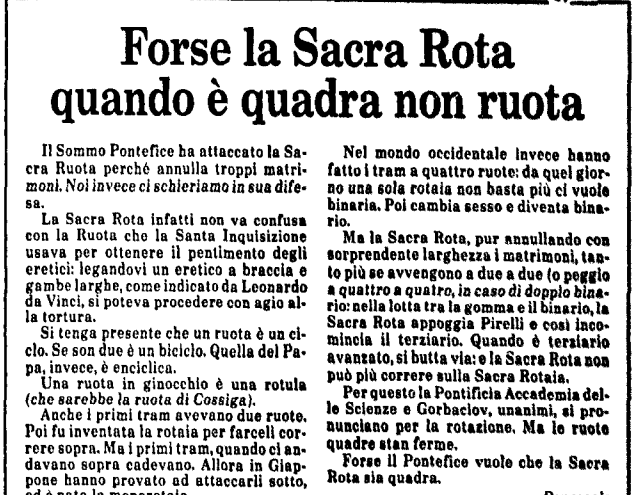 Forse la Sacra Rota
quando è quadra non ruota
Il Sommo Pontefice ha attaccato la Sa-
cra Ruota perché annulla troppi matri-
moni. Noi invece ci schieriamo in sua dife-
sa.
La Sacra Rota infatti non va confusa
con la Ruota che la Santa Inquisizione
usava per ottenere il pentimento degli
eretici: legandovi un eretico a braccia e
gambe larghe, come indicato da Leonardo
da Vinci, si poteva procedere con agio al-
la tortura.
Si tenga presente che un ruota è un ci-
clo. Se son due è un biciclo. Quella del Pa-
pa, invece, è enciclica.
Una ruota in ginocchio è una rotula
(che sarebbe la ruota di Cossiga).
Anche i primi tram avevano due ruote.
Poi fu inventata la rotaia per farceli cor-
rere sopra. Ma i primi tram, quando ci an-
davano sopra cadevano. Allora in Giap-
pone hanno provato ad attaccarli sotto,
ed è nata la monorotaia.
Nel mondo occidentale invece hanno
fatto i tram a quattro ruote: da quel gior-
no una sola rotaia non basta più ci vuole
binaria. Poi cambia sesso e diventa bina-
rio.
Ma la Sacra Rota, pur annullando con
sorprendente larghezza i matrimoni, tan-
to più se avvengono a due a due (o peggio
a quattro a quatro, in caso di doppio bina-
rio: nella lotta tra la gomma e il binario, la
Sacra Rota appoggia Pirelli e così inco-
mincia il terziario. Quando è terziario
avanzato, si butta via: e la Sacra Rota non
può più correre sulla Sacra Rotaia.
Per questo la Pontificia Accademia del-
le Scienze e Gorbaciov, unanimi, si pro-
nunciano per la rotazione. Ma le ruote
quadre stan ferme.
Forse il Pontefice vuole che la Sacra
Rota sia quadra.